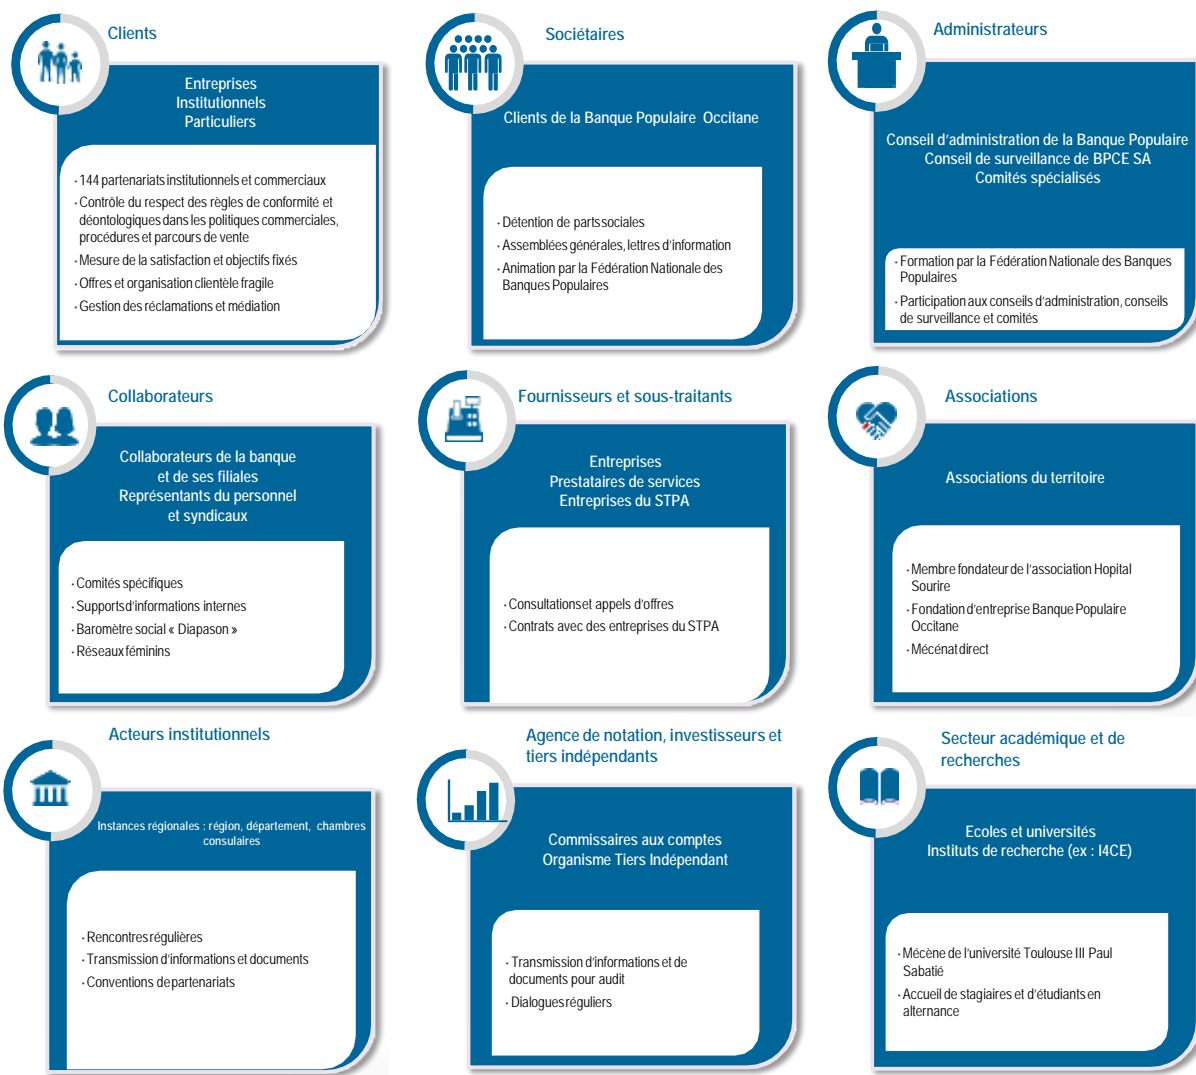 Clients
Entreprises
Institutionnels
Particuliers
· 144 partenariats institutionnels et commerciaux
· Contrôle du respect des règles de conformité et
déontologiques dans les politiques commerciales,
procédures et parcours de vente
· Mesure de la satisfaction et objectifs fixés
· Offres et organisation clientèle fragile
· Gestion des réclamations et médiation
Sociétaires
Clients de la Banque Populaire Occitane
· Détention de parts sociales
· Assemblées générales, lettres d'information
· Animation par la Fédération Nationale des
Banques Populaires
Administrateurs
Conseil d'administration de la Banque Populaire
Conseil de surveillance de BPCE SA
Comités spécialisés
· Formation par la Fédération Nationale des Banques
Populaires
· Participation aux conseils d'administration, conseils
de surveillance et comités
Collaborateurs
Collaborateurs de la banque
et de ses filiales
Représentants du personnel
et syndicaux
· Comités spécifiques
· Supports d'informations internes
· Baromètre social « Diapason »
· Réseaux féminins
Fournisseurs et sous-traitants
Entreprises
Prestataires de services
Entreprises du STPA
· Consultations et appels d'offres
· Contrats avec des entreprises du STPA
Associations
Associations du territoire
· Membre fondateur de l'association Hopital
Sourire
· Fondation d'entreprise Banque Populaire
Occitane
· Mécénat direct
Acteurs institutionnels
Instances régionales : région, département, chambres
consulaires
· Rencontres régulières
· Transmission d'informations et documents
· Conventions de partenariats
Agence de notation, investisseurs et
tiers indépendants
Commissaires aux comptes
Organisme Tiers Indépendant
· Transmission d'informations et de
documents pour audit
· Dialogues réguliers
Secteur académique et de
recherches
Ecoles et universités
Instituts de recherche (ex : I4CE)
· Mécène de l'université Toulouse III Paul
Sabatié
· Accueil de stagiaires et d'étudiants en
alternance